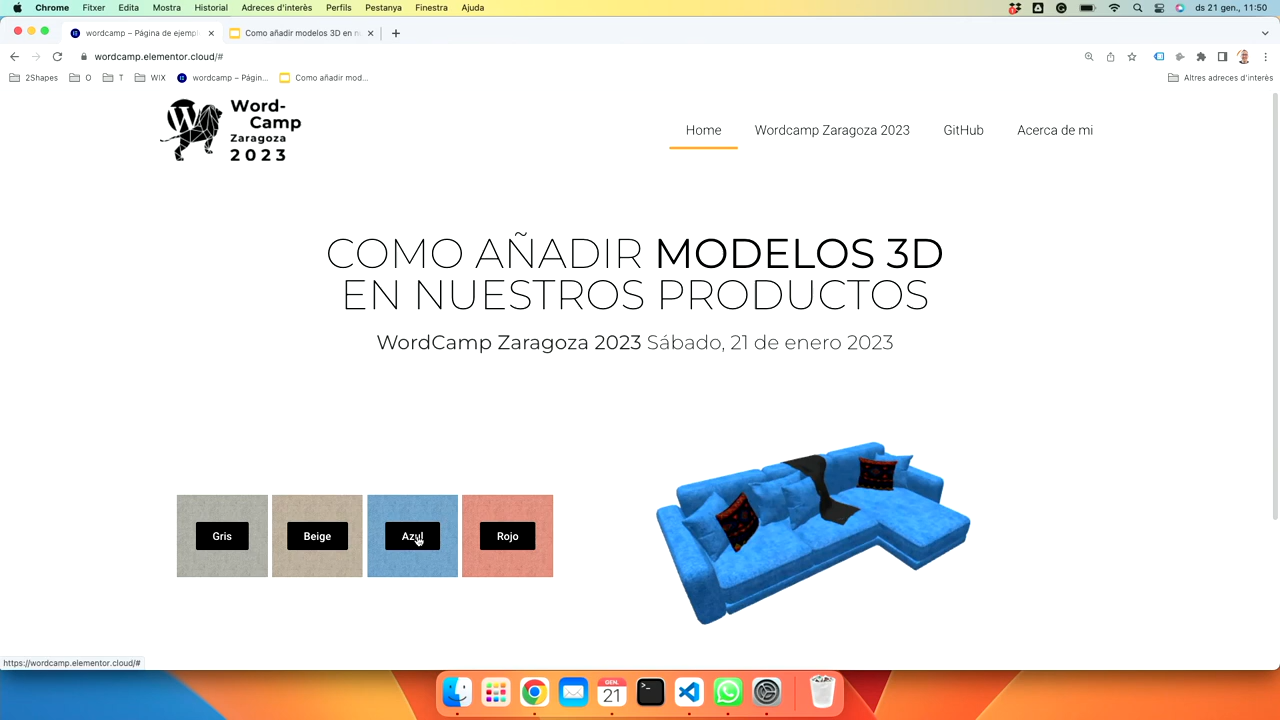 Chrome Fitxer Edita Mostra Historial Adreces d'interès Perfils Pestanya Finestra Ajuda ds 21 gen., 11:50
wordcamp – Página de ejempl Como añadir modelos 3D en n
wordcamp.elementor.cloud/#
2Shapes O T WIX wordcamp – Págin... Como añadir mod... Altres adreces d'interès
Word-
Camp
Zaragoza
2023
Home Wordcamp Zaragoza 2023 GitHub Acerca de mi
COMO AÑADIR MODELOS 3D
EN NUESTROS PRODUCTOS
WordCamp Zaragoza 2023 Sábado, 21 de enero 2023
Gris Beige Azul Rojo
https://wordcamp.elementor.cloud/#
GEN.
21